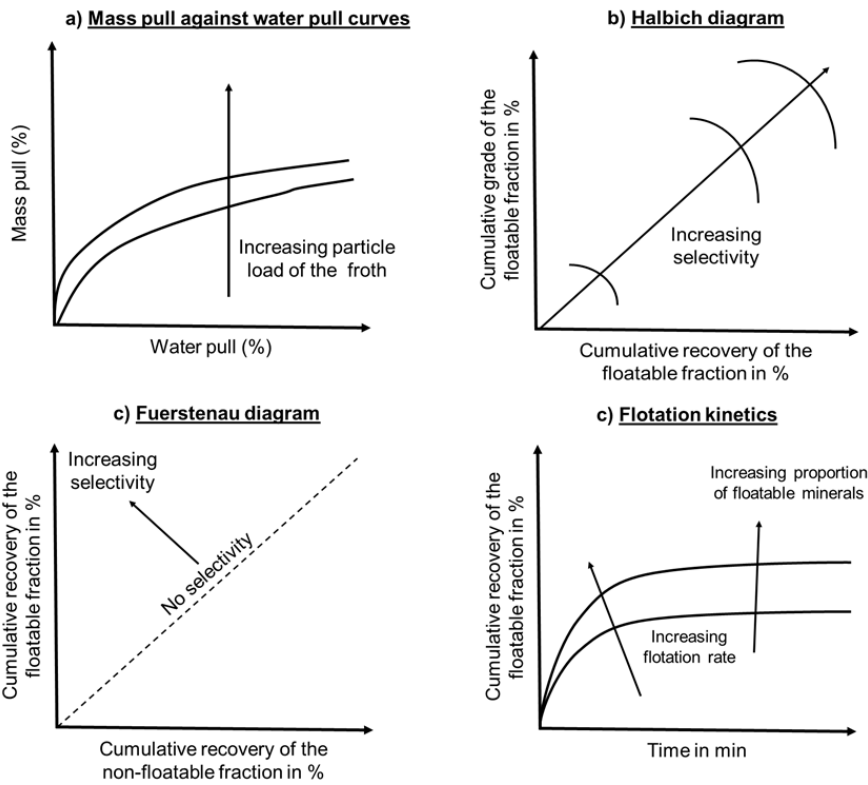 a) Mass pull against water pull curves
Mass pull (%)
Increasing particle
load of the froth
Water pull (%)
b) Halbich diagram
Cumulative grade of the
floatable fraction in %
Increasing
selectivity
Cumulative recovery of the
floatable fraction in %
c) Fuerstenau diagram
Cumulative recovery of the
floatable fraction in %
Increasing
selectivity
No selectivity
Cumulative recovery of the
non-floatable fraction in %
c) Flotation kinetics
Cumulative recovery of the
floatable fraction in %
Increasing proportion
of floatable minerals
Increasing
flotation rate
Time in min